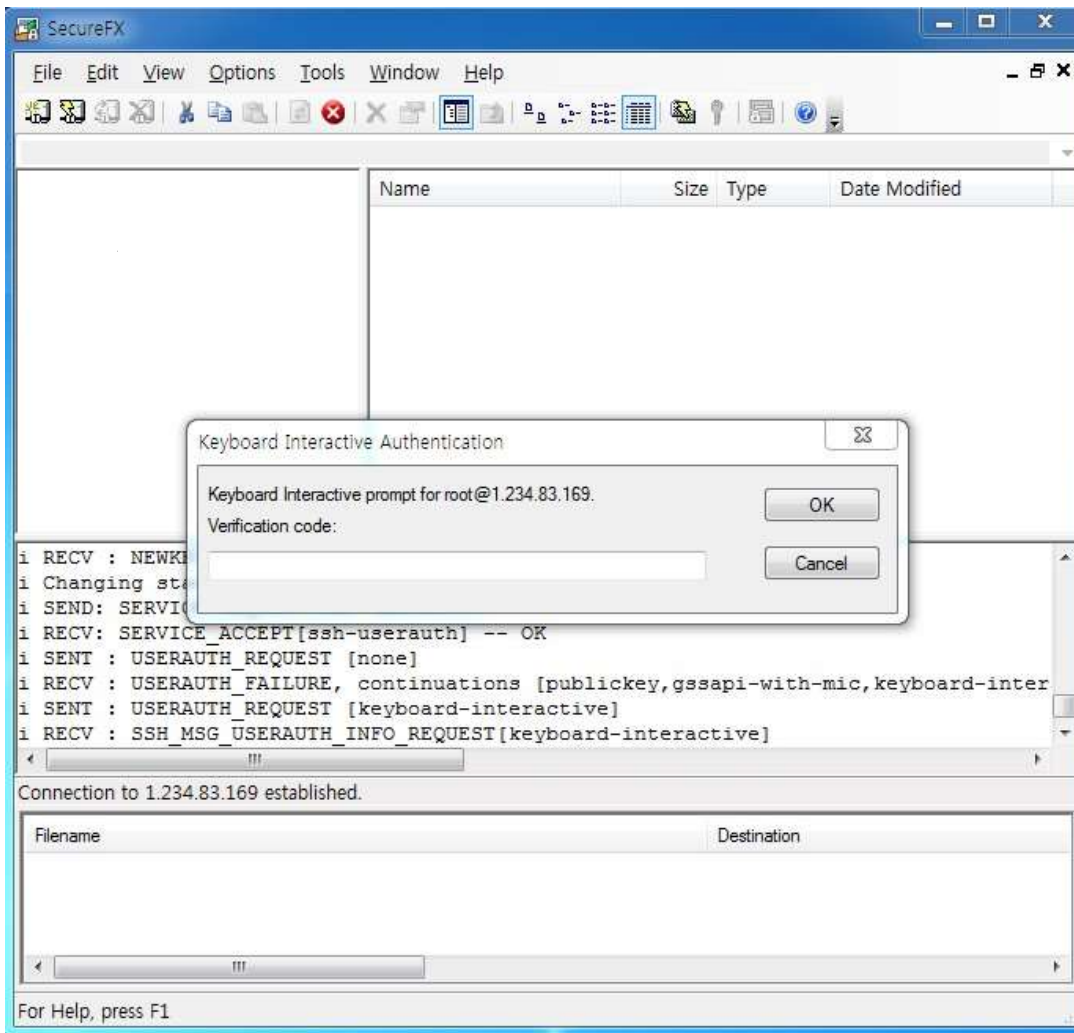 SecureFX
File Edit View Options Tools Window Help
Name Size Type Date Modified
Keyboard Interactive Authentication
Keyboard Interactive prompt for root@1.234.83.169.
OK
Verification code:
Cancel
i RECV : NEWK
i Changing sta
i SEND: SERVI
i RECV: SERVICE_ACCEPT[ssh-userauth] -- OK
i SENT : USERAUTH_REQUEST [none]
i RECV : USERAUTH_FAILURE, continuations [publickey,gssapi-with-mic,keyboard-inter
i SENT : USERAUTH_REQUEST [keyboard-interactive]
i RECV : SSH_MSG_USERAUTH_INFO_REQUEST[keyboard-interactive]
Connection to 1.234.83.169 established.
Filename Destination
For Help, press F1